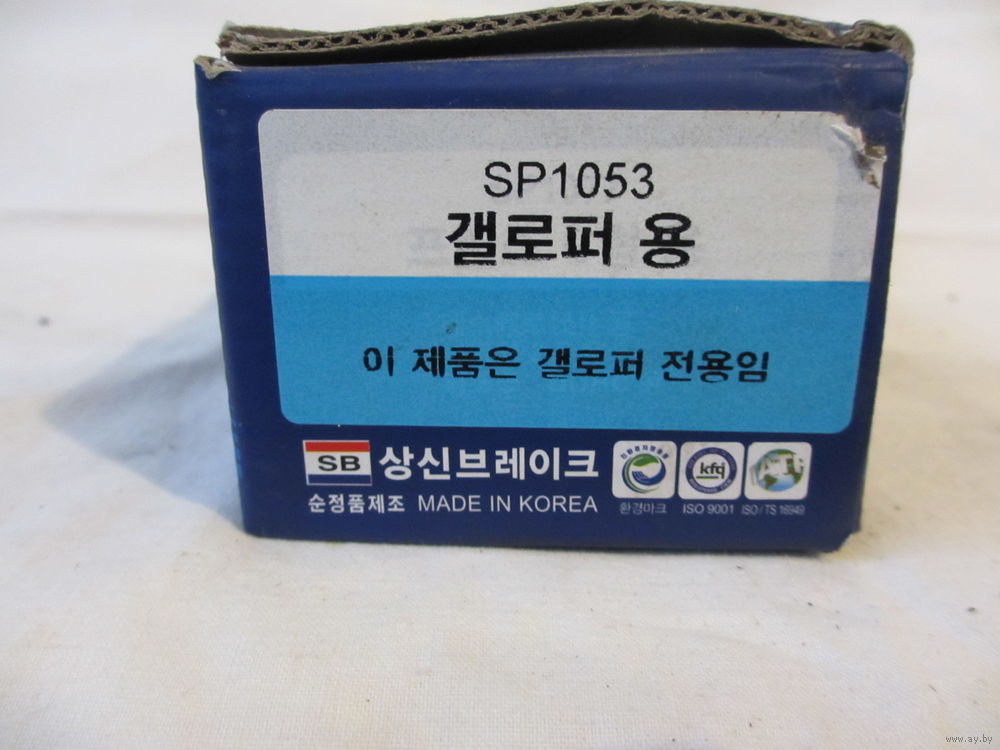 SP1053
갤로퍼 용
이 제품은 갤로퍼 전용임
SB 상신브레이크
순정품제조 MADE IN KOREA
kfq
환경마크 ISO 9001 ISO / TS 16949
www.ay.by